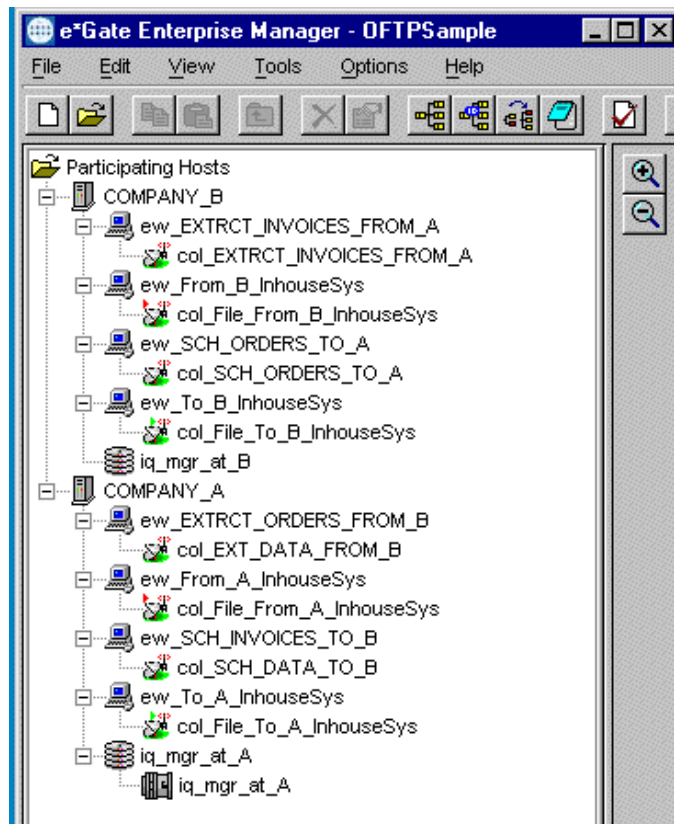 e*Gate Enterprise Manager - OFTPSample
File Edit View Tools Options Help
Participating Hosts
COMPANY_B
ew_EXTRCT_INVOICES_FROM_A
col_EXTRCT_INVOICES_FROM_A
ew_From_B_InhouseSys
col_File_From_B_InhouseSys
ew_SCH_ORDERS_TO_A
col_SCH_ORDERS_TO_A
ew_To_B_InhouseSys
col_File_To_B_InhouseSys
iq_mgr_at_B
COMPANY_A
ew_EXTRCT_ORDERS_FROM_B
col_EXT_DATA_FROM_B
ew_From_A_InhouseSys
col_File_From_A_InhouseSys
ew_SCH_INVOICES_TO_B
col_SCH_DATA_TO_B
ew_To_A_InhouseSys
col_File_To_A_InhouseSys
iq_mgr_at_A
iq_mgr_at_A